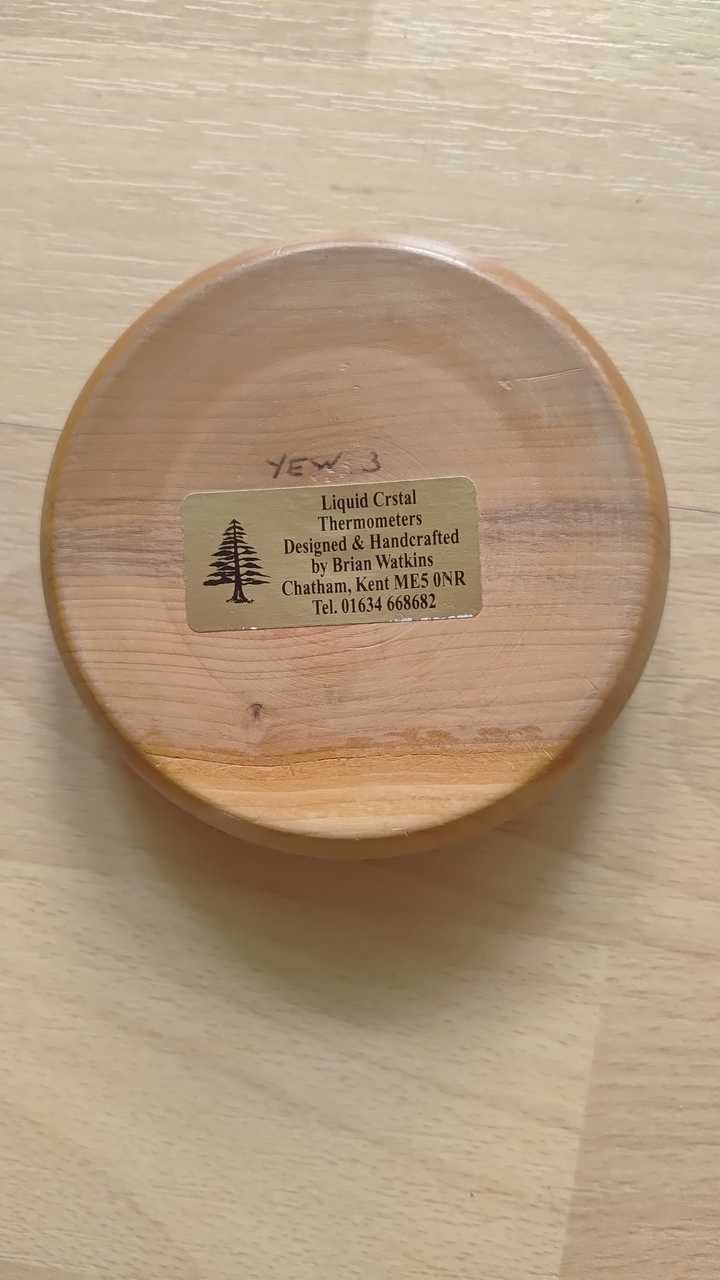 YEW 3
Liquid Crstal
Thermometers
Designed & Handcrafted
by Brian Watkins
Chatham, Kent ME5 0NR
Tel. 01634 668682